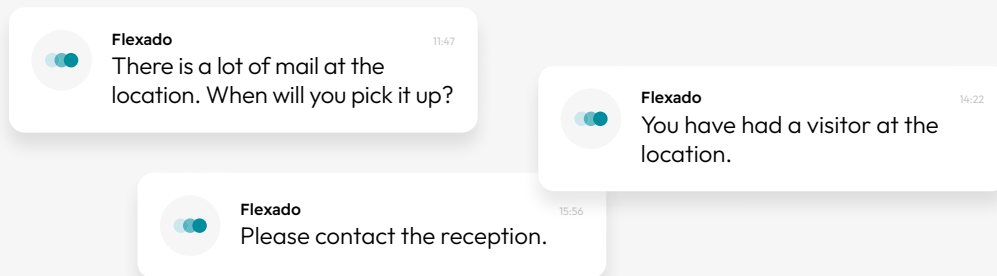 Flexado 11:47
There is a lot of mail at the
location. When will you pick it up?
Flexado 14:22
You have had a visitor at the
location.
Flexado 15:56
Please contact the reception.